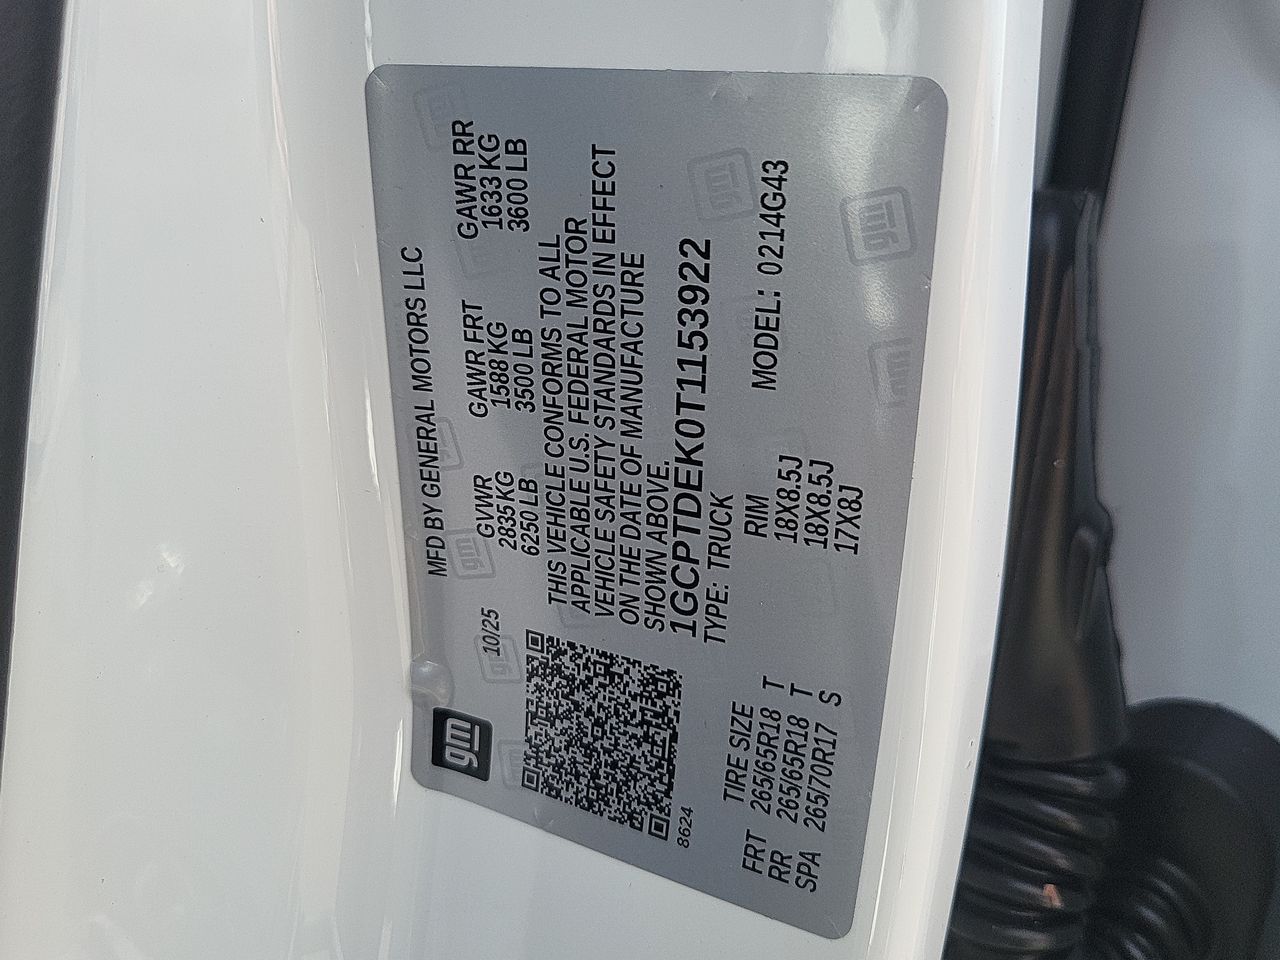 gm
MFD BY GENERAL MOTORS LLC
10/25
GVWR GAWR FRT GAWR RR
2835 KG 1588 KG 1633 KG
6250 LB 3500 LB 3600 LB
THIS VEHICLE CONFORMS TO ALL
APPLICABLE U.S. FEDERAL MOTOR
VEHICLE SAFETY STANDARDS IN EFFECT
ON THE DATE OF MANUFACTURE
SHOWN ABOVE.
1GCPTDEK0T1153922
8624
TYPE: TRUCK
TIRE SIZE RIM MODEL: 0214G43
FRT 265/65R18 T 18X8.5J
RR 265/65R18 T 18X8.5J
SPA 265/70R17 S 17X8J